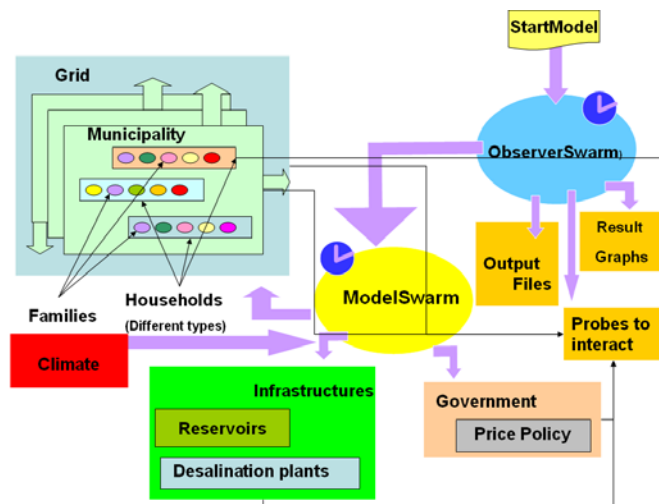 StartModel
Grid
Municipality
ObserverSwarm)
Result
Graphs
Output
Files
ModelSwarm
Families
Households
(Different types)
Probes to
interact
Climate
Infrastructures
Reservoirs
Desalination plants
Government
Price Policy